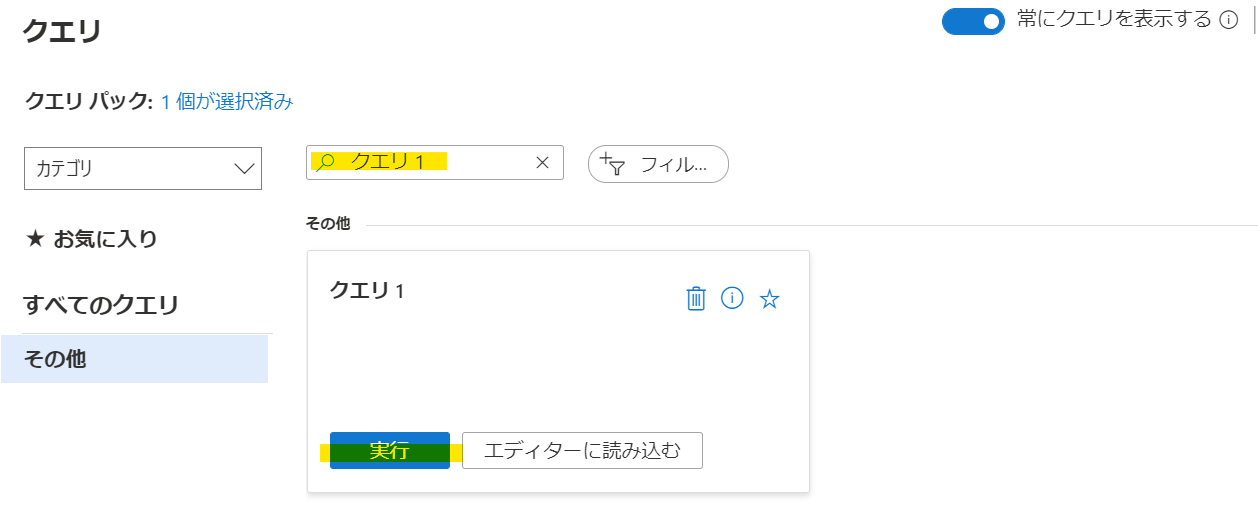 クエリ
常にクエリを表示する
クエリ パック: 1 個が選択済み
カテゴリ
クエリ 1
フィル...
★ お気に入り
その他
すべてのクエリ
クエリ 1
その他
実行
エディターに読み込む